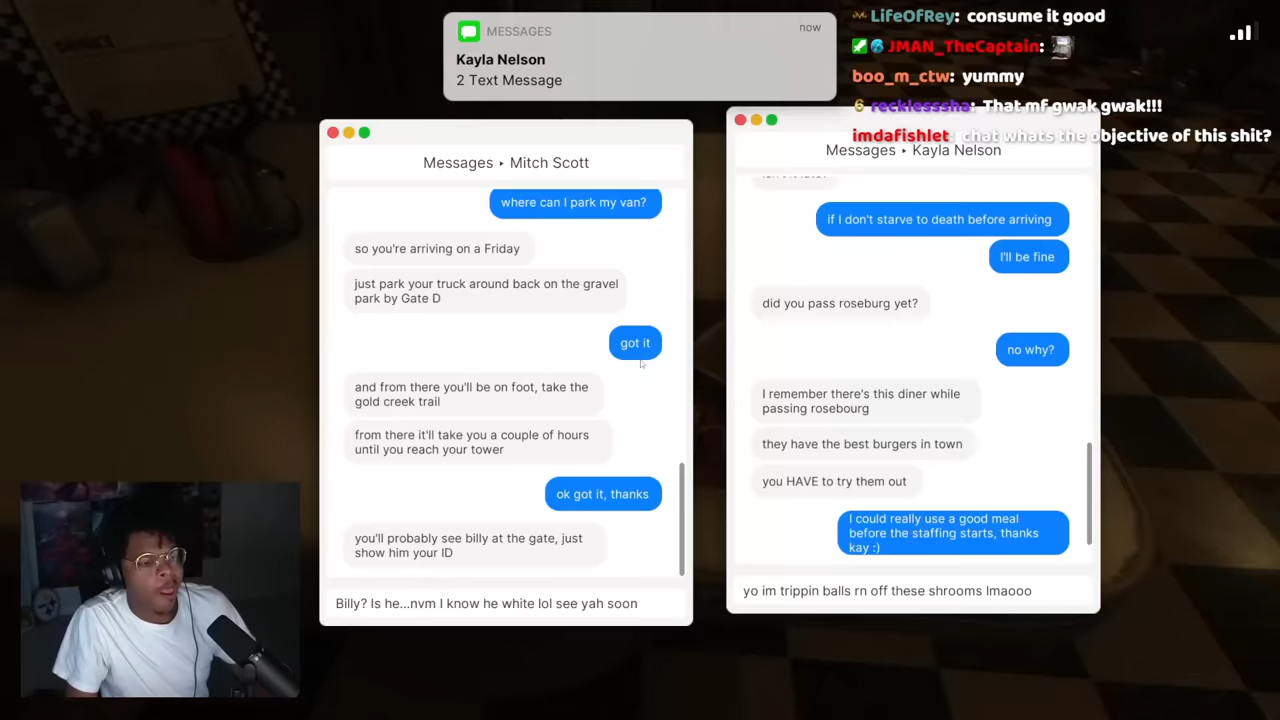 MESSAGES
now
Kayla Nelson
2 Text Message
LifeOfRey: consume it good
JMAN_TheCaptain:
boo_m_ctw: yummy
6 recklesssha: That mf gwak gwak!!!
imdafishlet: chat whats the objective of this shit?
Messages ▸ Mitch Scott
where can I park my van?
so you're arriving on a Friday
just park your truck around back on the gravel
park by Gate D
got it
and from there you'll be on foot, take the
gold creek trail
from there it'll take you a couple of hours
until you reach your tower
ok got it, thanks
you'll probably see billy at the gate, just
show him your ID
Billy? Is he...nvm I know he white lol see yah soon
Messages ▸ Kayla Nelson
if I don't starve to death before arriving
I'll be fine
did you pass roseburg yet?
no why?
I remember there's this diner while
passing rosebourg
they have the best burgers in town
you HAVE to try them out
I could really use a good meal
before the staffing starts, thanks
kay :)
yo im trippin balls rn off these shrooms lmaooo